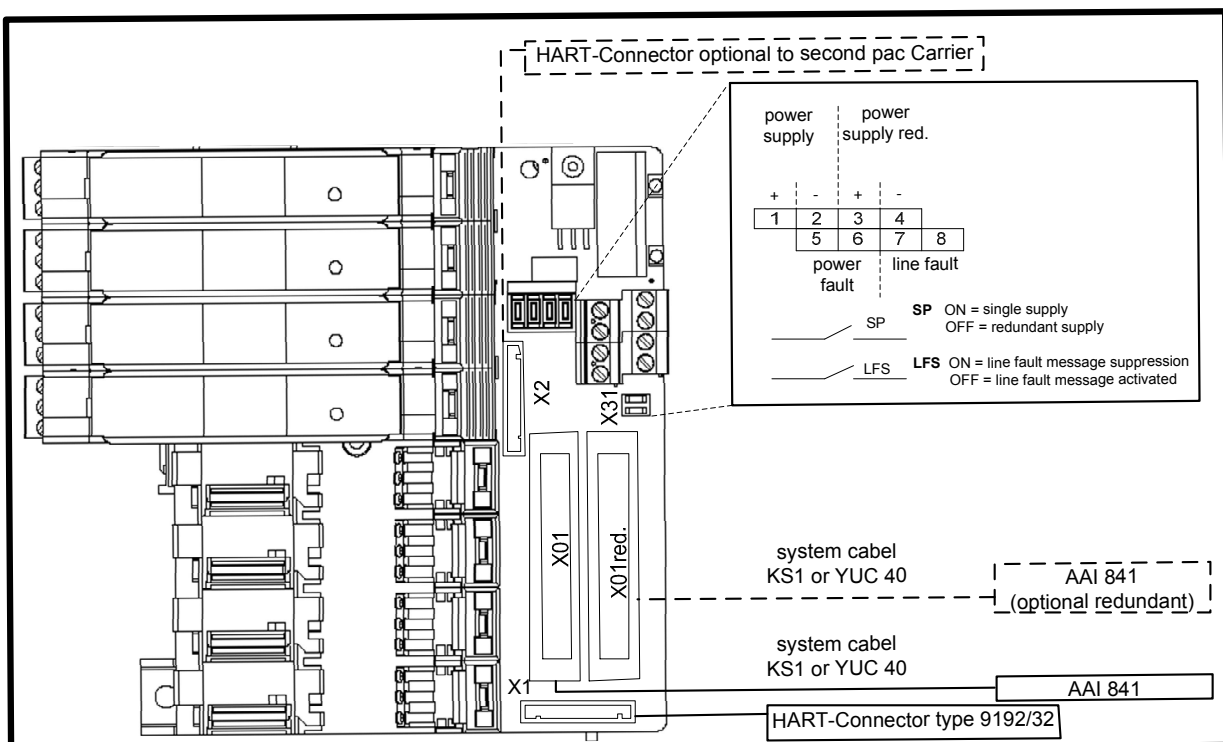 HART-Connector optional to second pac Carrier
power
supply
power
supply red.
+ - + -
1 2 3 4
5 6 7 8
power
fault
line fault
SP
SP ON = single supply
OFF = redundant supply
LFS
LFS ON = line fault message suppression
OFF = line fault message activated
X2
X31
X01
X01red.
system cabel
KS1 or YUC 40
AAI 841
(optional redundant)
system cabel
KS1 or YUC 40
X1
AAI 841
HART-Connector type 9192/32